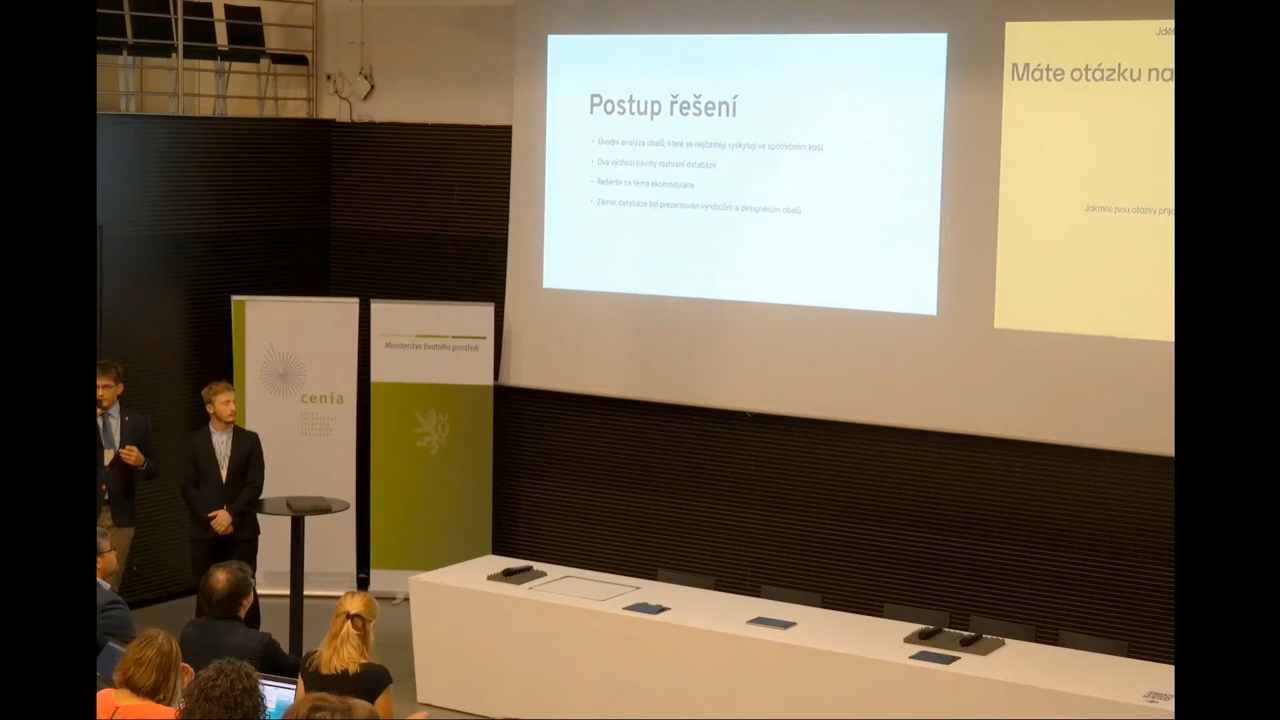 Postup řešení
• Úvodní analýza obalů, které se nejčastěji vyskytují ve spotřebním koši.
• Dva výchozí návrhy rozhraní databáze
• Rešerše na téma ekomodulace
• Záměr databáze byl prezentován výrobcům a designérům obalů
Máte otázku na
Jakmile jsou otázky přijo
cenia
Ministerstvo životního prostředí